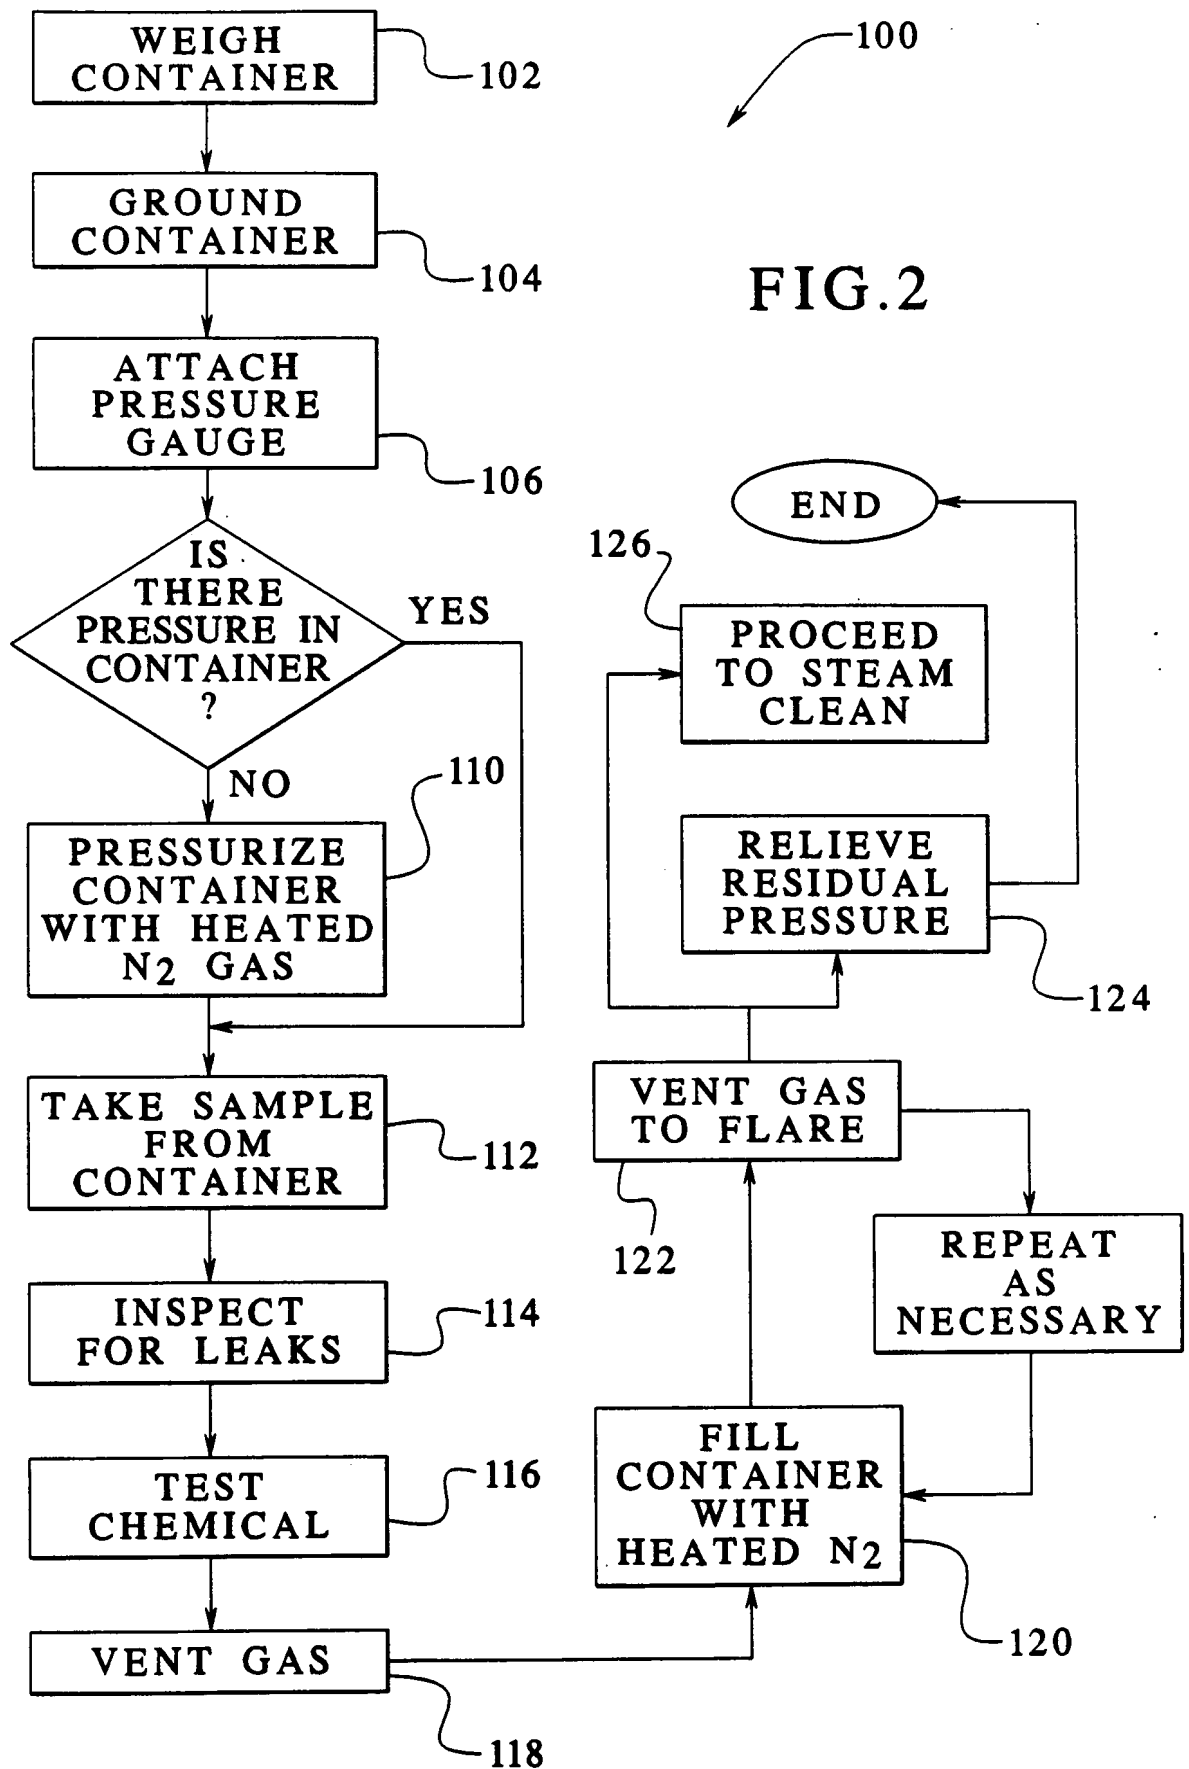 WEIGH
CONTAINER
102
GROUND
CONTAINER
104
ATTACH
PRESSURE
GAUGE
106
IS
THERE
PRESSURE IN
CONTAINER
?
YES
NO
110
PRESSURIZE
CONTAINER
WITH HEATED
N2 GAS
TAKE SAMPLE
FROM
CONTAINER
112
INSPECT
FOR LEAKS
114
TEST
CHEMICAL
116
VENT GAS
118
100
FIG.2
END
126
PROCEED
TO STEAM
CLEAN
RELIEVE
RESIDUAL
PRESSURE
124
VENT GAS
TO FLARE
122
REPEAT
AS
NECESSARY
FILL
CONTAINER
WITH
HEATED N2
120